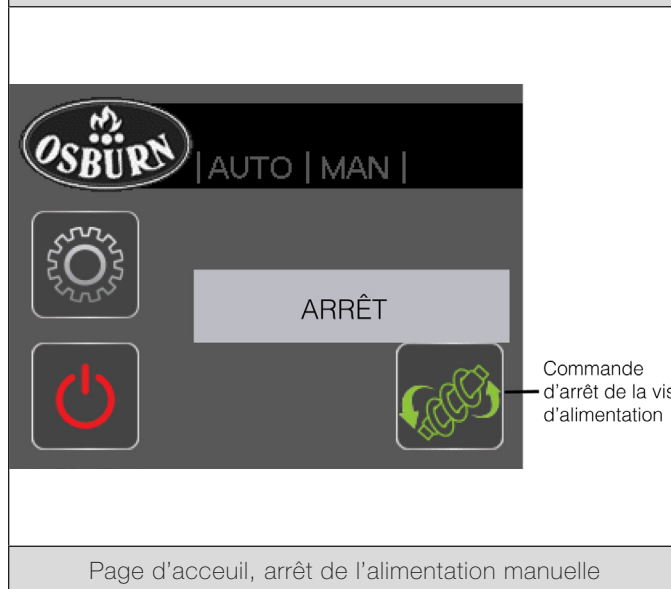 OSBURN
| AUTO | MAN |
ARRÊT
Commande
d'arrêt de la vis
d'alimentation
Page d'acceuil, arrêt de l'alimentation manuelle